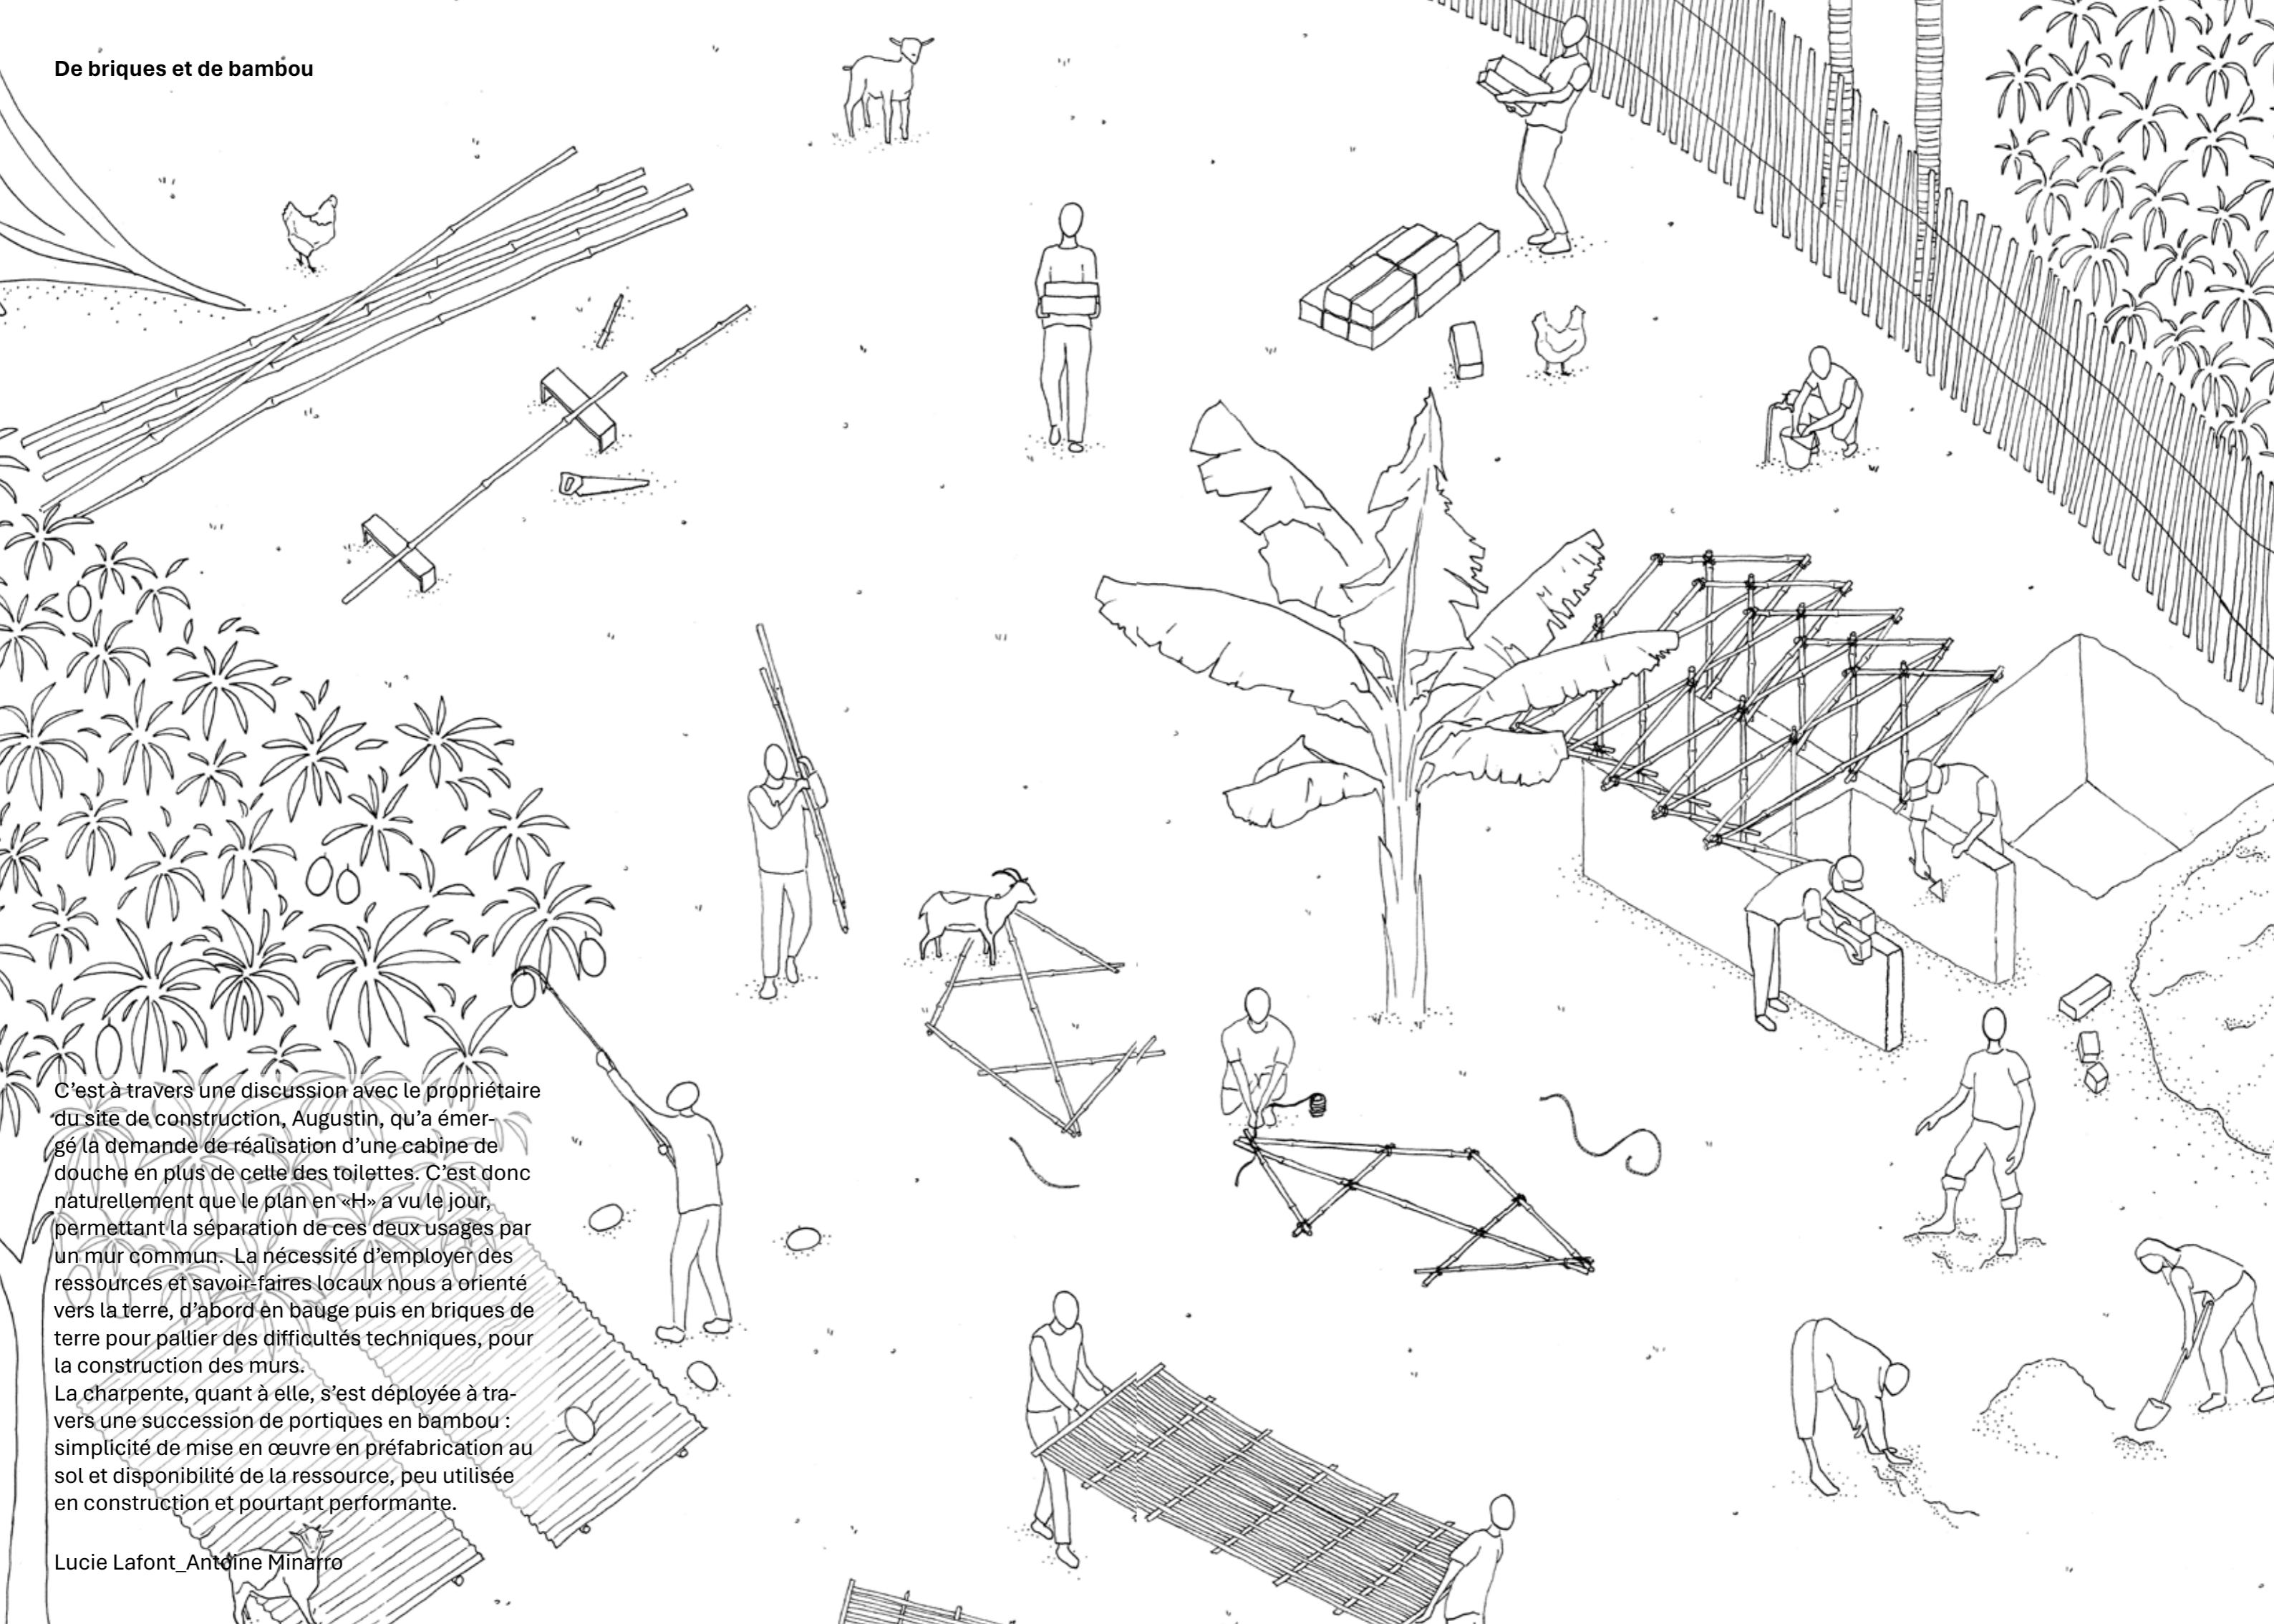 De briques et de bambou
C’est à travers une discussion avec le propriétaire
du site de construction, Augustin, qu’a émer-
gé la demande de réalisation d’une cabine de
douche en plus de celle des toilettes. C’est donc
naturellement que le plan en «H» a vu le jour,
permettant la séparation de ces deux usages par
un mur commun.  La nécessité d’employer des
ressources et savoir-faires locaux nous a orienté
vers la terre, d’abord en bauge puis en briques de
terre pour pallier des difficultés techniques, pour
la construction des murs.
La charpente, quant à elle, s’est déployée à tra-
vers une succession de portiques en bambou :
simplicité de mise en œuvre en préfabrication au
sol et disponibilité de la ressource, peu utilisée
en construction et pourtant performante.
Lucie Lafont_Antoine Minarro